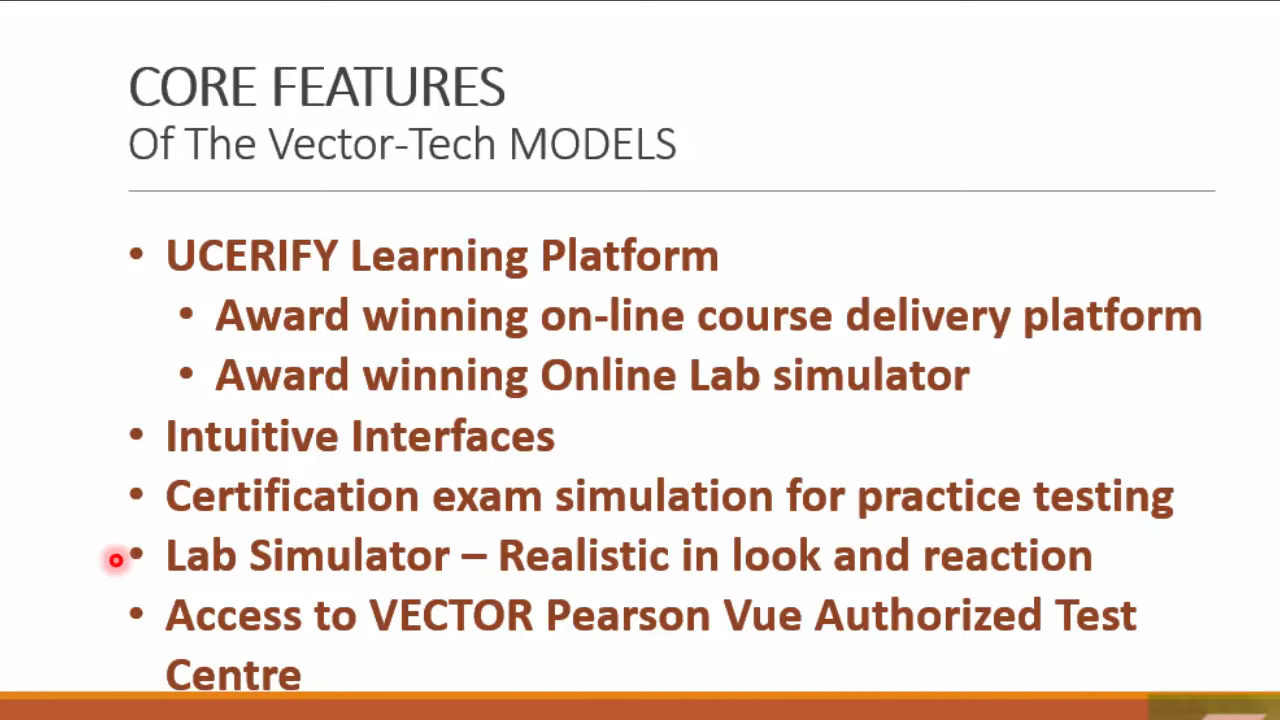 CORE FEATURES
Of The Vector-Tech MODELS
• UCERIFY Learning Platform
• Award winning on-line course delivery platform
• Award winning Online Lab simulator
• Intuitive Interfaces
• Certification exam simulation for practice testing
• Lab Simulator – Realistic in look and reaction
• Access to VECTOR Pearson Vue Authorized Test
Centre